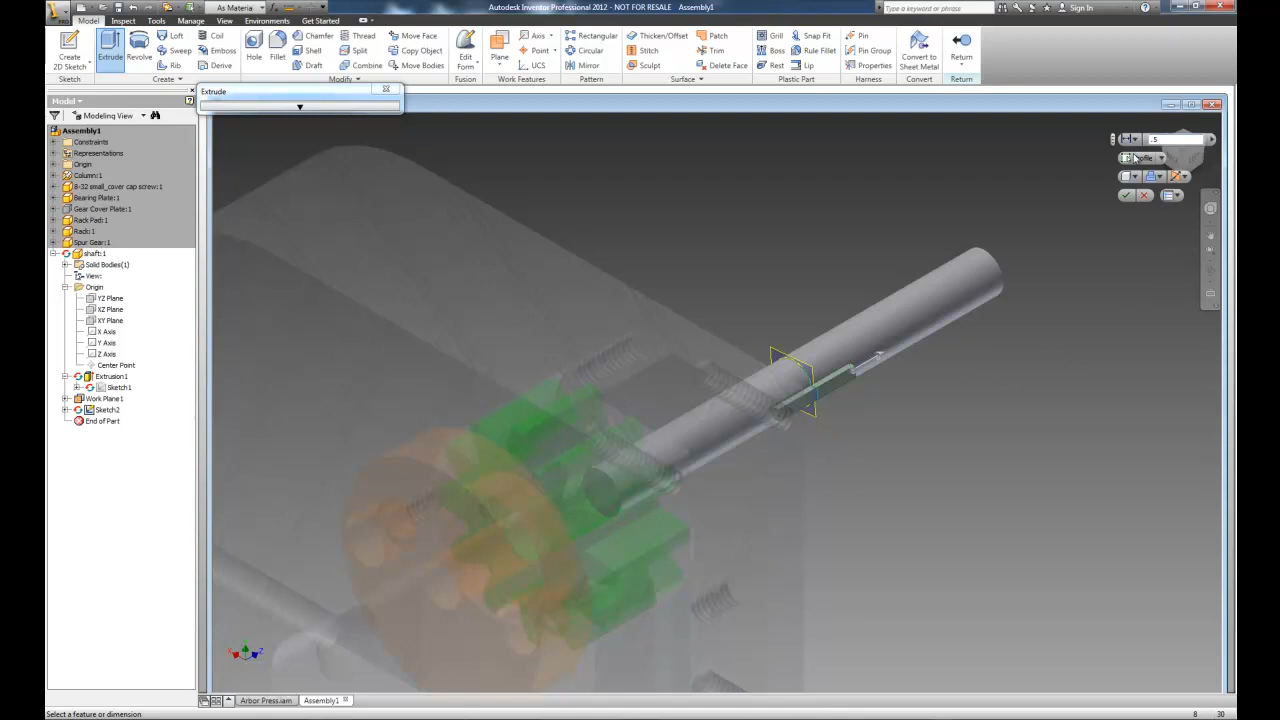 PRO
As Materia
Autodesk Inventor Professional 2012 - NOT FOR RESALE    Assembly1
Type a keyword or phrase
Sign In
Model Inspect Tools Manage View Environments Get Started
Create 2D Sketch
Extrude
Revolve
Loft
Sweep
Rib
Coil
Emboss
Derive
Hole
Fillet
Chamfer
Shell
Draft
Thread
Split
Combine
Move Face
Copy Object
Move Bodies
Edit Form
Plane
Axis
Point
UCS
Rectangular
Circular
Mirror
Thicken/Offset
Stitch
Sculpt
Patch
Trim
Delete Face
Grill
Boss
Rest
Snap Fit
Rule Fillet
Lip
Pin
Pin Group
Properties
Convert to Sheet Metal
Return
Sketch
Create
Modify
Fusion
Work Features
Pattern
Surface
Plastic Part
Harness
Convert
Return
Model
Modeling View
Assembly1
Constraints
Representations
Origin
Column:1
8-32 small_cover cap screw:1
Bearing Plate:1
Gear Cover Plate:1
Rack Pad:1
Rack:1
Spur Gear:1
shaft:1
Solid Bodies(1)
View:
Origin
YZ Plane
XZ Plane
XY Plane
X Axis
Y Axis
Z Axis
Center Point
Extrusion1
Sketch1
Work Plane1
Sketch2
End of Part
Extrude
.5
Arbor Press.iam
Assembly1
Select a feature or dimension
8
30